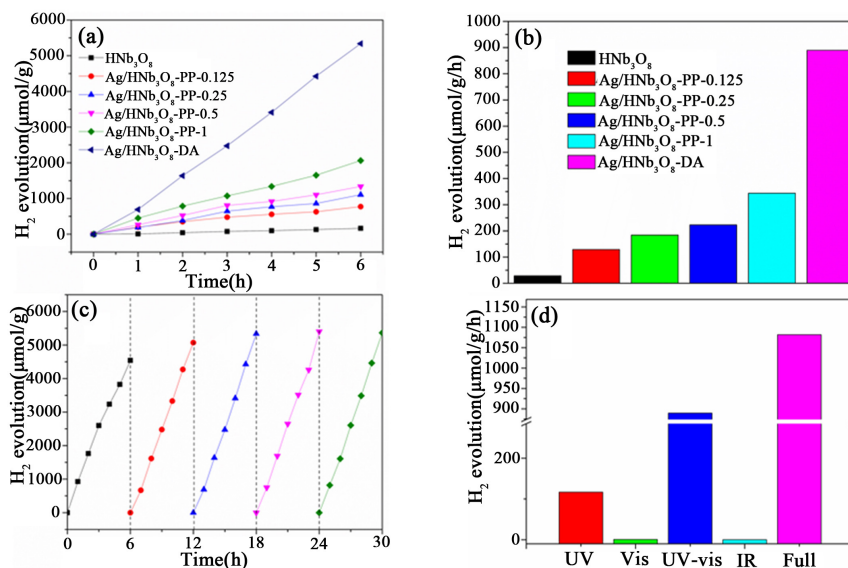 (a)
H₂ evolution(μmol/g)
6000
5000
4000
3000
2000
1000
0
HNb₃O₈
Ag/HNb₃O₈-PP-0.125
Ag/HNb₃O₈-PP-0.25
Ag/HNb₃O₈-PP-0.5
Ag/HNb₃O₈-PP-1
Ag/HNb₃O₈-DA
0 1 2 3 4 5 6
Time(h)
(b)
H₂ evolution(μmol/g/h)
1000
900
800
700
600
500
400
300
200
100
0
HNb₃O₈
Ag/HNb₃O₈-PP-0.125
Ag/HNb₃O₈-PP-0.25
Ag/HNb₃O₈-PP-0.5
Ag/HNb₃O₈-PP-1
Ag/HNb₃O₈-DA
(c)
H₂ evolution(μmol/g)
6000
5000
4000
3000
2000
1000
0
0 6 12 18 24 30
Time(h)
(d)
H₂ evolution(μmol/g/h)
1150
1100
1050
1000
950
900
200
0
UV Vis UV-vis IR Full